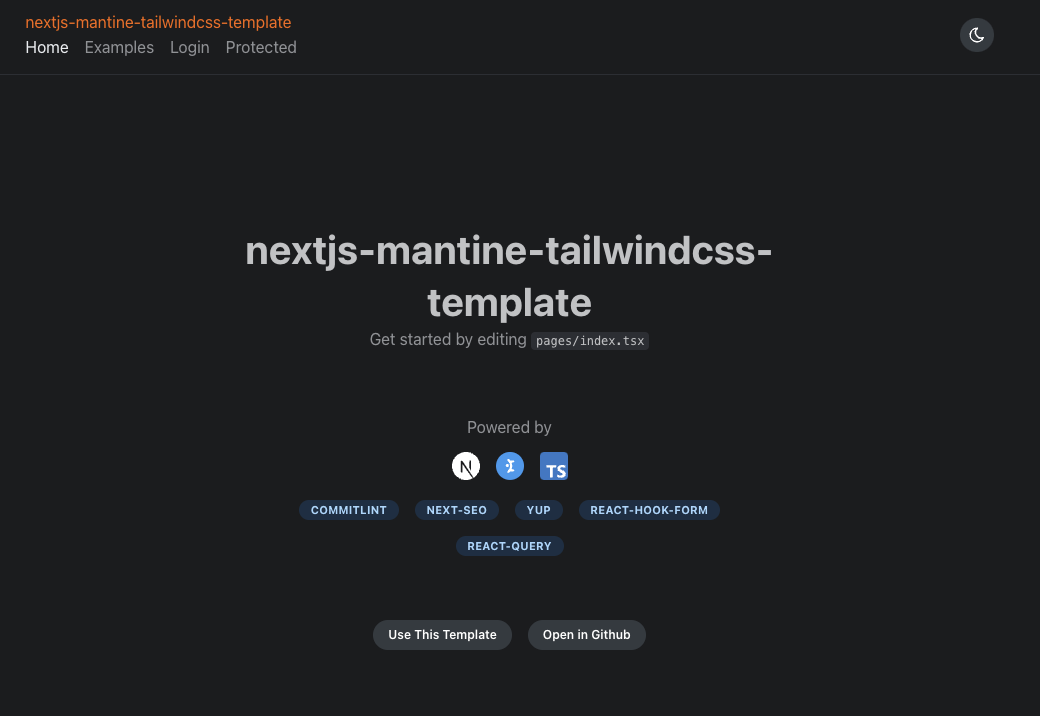 nextjs-mantine-tailwindcss-template
Home Examples Login Protected
nextjs-mantine-tailwindcss-
template
Get started by editing pages/index.tsx
Powered by
N TS
COMMITLINT NEXT-SEO YUP REACT-HOOK-FORM
REACT-QUERY
Use This Template Open in Github